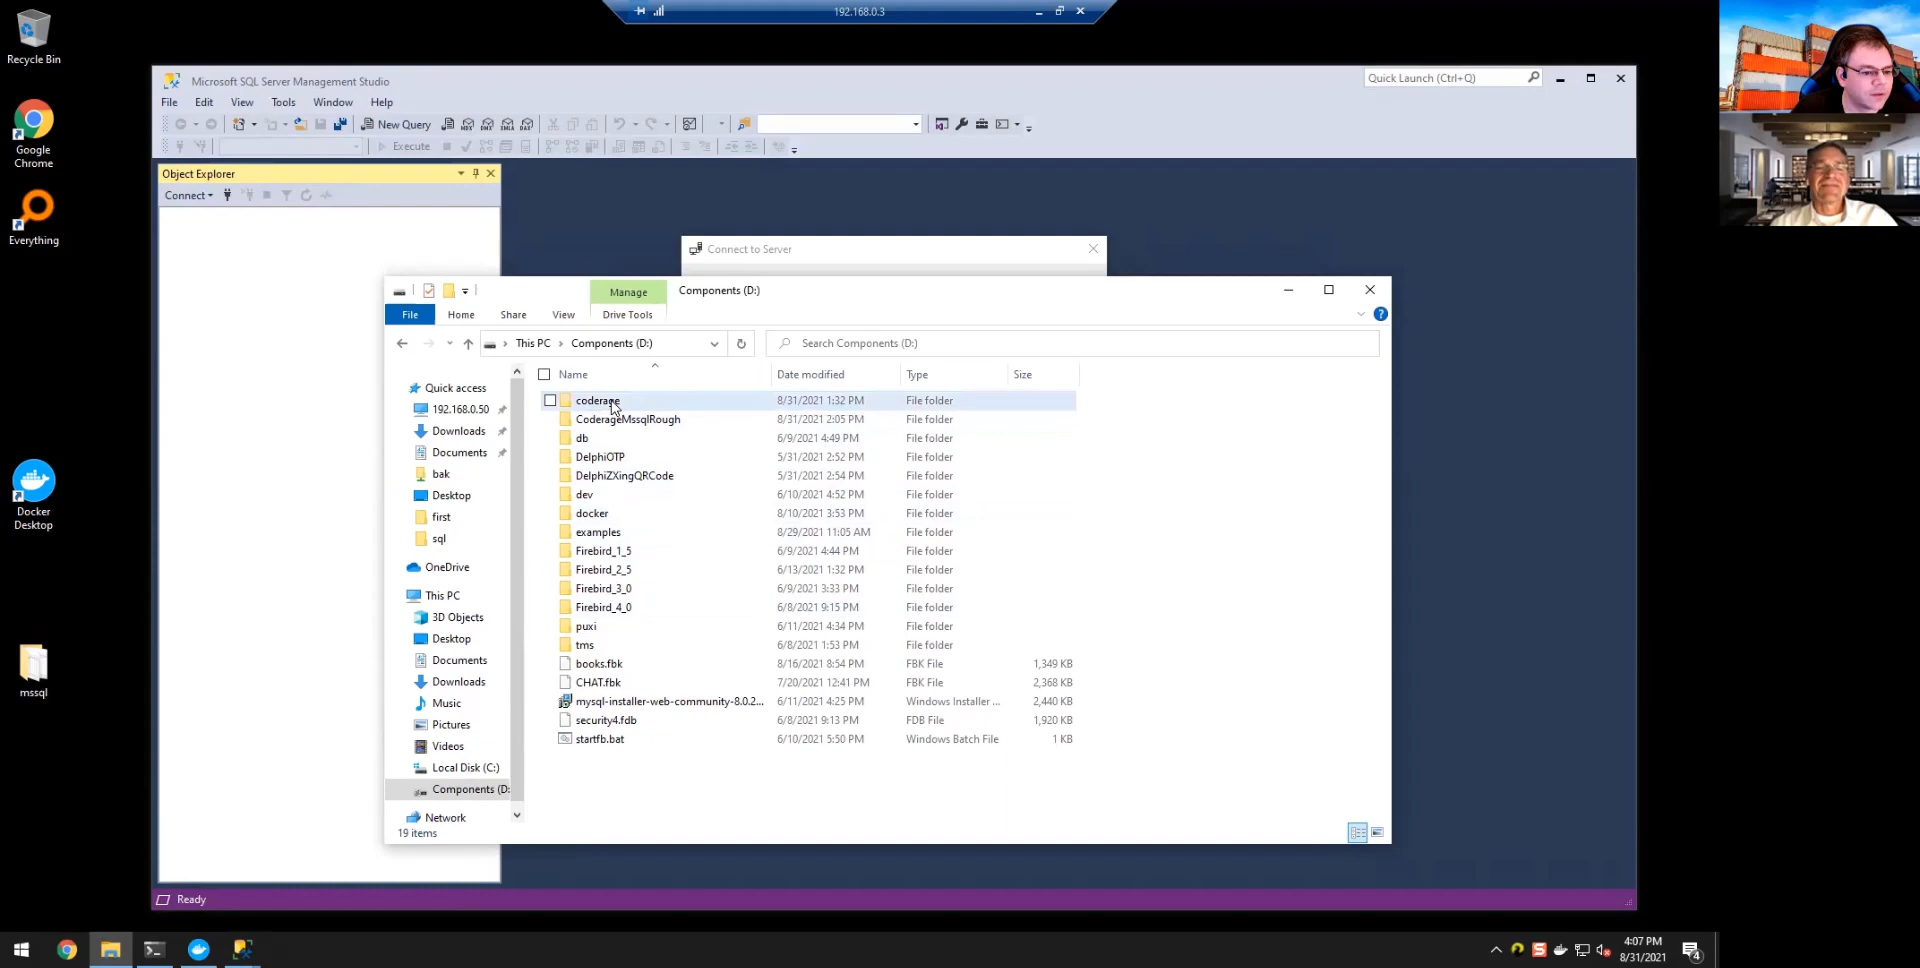 192.168.0.3
Recycle Bin
Google
Chrome
Everything
Docker
Desktop
mssql
Microsoft SQL Server Management Studio
Quick Launch (Ctrl+Q)
File Edit View Tools Window Help
New Query
Execute
Object Explorer
Connect
Connect to Server
Manage
Components (D:)
File Home Share View Drive Tools
This PC Components (D:)
Search Components (D:)
Name Date modified Type Size
Quick access
192.168.0.50
Downloads
Documents
bak
Desktop
first
sql
OneDrive
This PC
3D Objects
Desktop
Documents
Downloads
Music
Pictures
Videos
Local Disk (C:)
Components (D:
Network
coderage 8/31/2021 1:32 PM File folder
CoderageMssqlRough 8/31/2021 2:05 PM File folder
db 6/9/2021 4:49 PM File folder
DelphiOTP 5/31/2021 2:52 PM File folder
DelphiZXingQRCode 5/31/2021 2:54 PM File folder
dev 6/10/2021 4:52 PM File folder
docker 8/10/2021 3:53 PM File folder
examples 8/29/2021 11:05 AM File folder
Firebird_1_5 6/9/2021 4:44 PM File folder
Firebird_2_5 6/13/2021 1:32 PM File folder
Firebird_3_0 6/9/2021 3:33 PM File folder
Firebird_4_0 6/8/2021 9:15 PM File folder
puxi 6/11/2021 4:34 PM File folder
tms 6/8/2021 1:53 PM File folder
books.fbk 8/16/2021 8:54 PM FBK File 1,349 KB
CHAT.fbk 7/20/2021 12:41 PM FBK File 2,368 KB
mysql-installer-web-community-8.0.2... 6/11/2021 4:25 PM Windows Installer ... 2,440 KB
security4.fdb 6/8/2021 9:13 PM FDB File 1,920 KB
startfb.bat 6/10/2021 5:50 PM Windows Batch File 1 KB
19 items
Ready
4:07 PM
8/31/2021
4